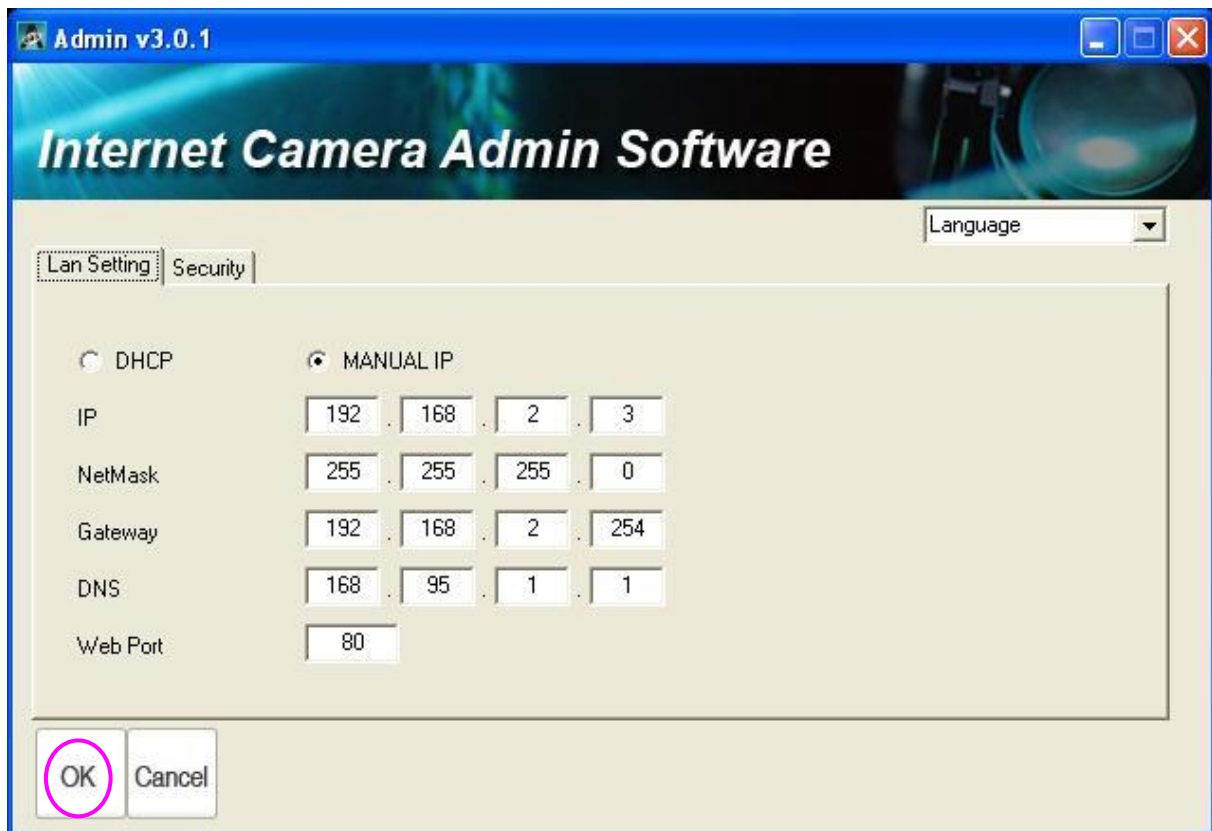 Admin v3.0.1
Internet Camera Admin Software
Language
Lan Setting Security
DHCP MANUAL IP
IP 192 . 168 . 2 . 3
NetMask 255 . 255 . 255 . 0
Gateway 192 . 168 . 2 . 254
DNS 168 . 95 . 1 . 1
Web Port 80
OK Cancel